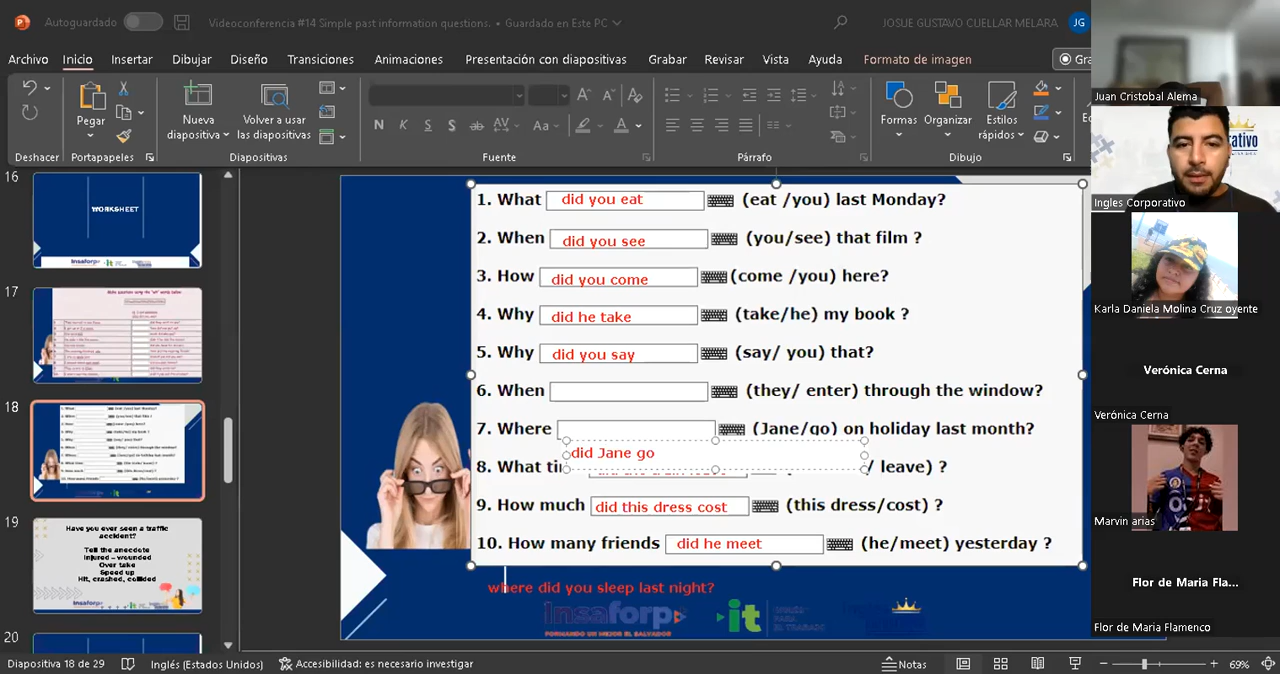 Autoguardado
Videoconferencia #14 Simple past information questions. • Guardado en Este PC
JOSUE GUSTAVO CUELLAR MELARA
JG
Archivo Inicio Insertar Dibujar Diseño Transiciones Animaciones Presentación con diapositivas Grabar Revisar Vista Ayuda Formato de imagen
Pegar
Nueva diapositiva
Volver a usar las diapositivas
N K S S ab AV Aa A
Formas Organizar Estilos rápidos
Deshacer Portapapeles Diapositivas Fuente Párrafo Dibujo
16
WORKSHEET
17
18
19
Have you ever seen a traffic
accident?
Tell the anecdote
Injured - wounded
Over take
Speed up
Hit, crashed, collided
20
1. What did you eat (eat /you) last Monday?
2. When did you see (you/see) that film ?
3. How did you come (come /you) here?
4. Why did he take (take/he) my book ?
5. Why did you say (say/ you) that?
6. When (they/ enter) through the window?
7. Where (Jane/go) on holiday last month?
did Jane go
8. What / leave) ?
9. How much did this dress cost (this dress/cost) ?
10. How many friends did he meet (he/meet) yesterday ?
where did you sleep last night?
insaforp
FORMANDO UN MEJOR EL SALVADOR
it
INGLÉS
PARA
EL TRABAJO
Juan Cristobal Alema
Ingles Corporativo
Karla Daniela Molina Cruz oyente
Verónica Cerna
Verónica Cerna
Marvin arias
Flor de Maria Fla...
Flor de Maria Flamenco
Diapositiva 18 de 29
Inglés (Estados Unidos)
Accesibilidad: es necesario investigar
Notas
69%